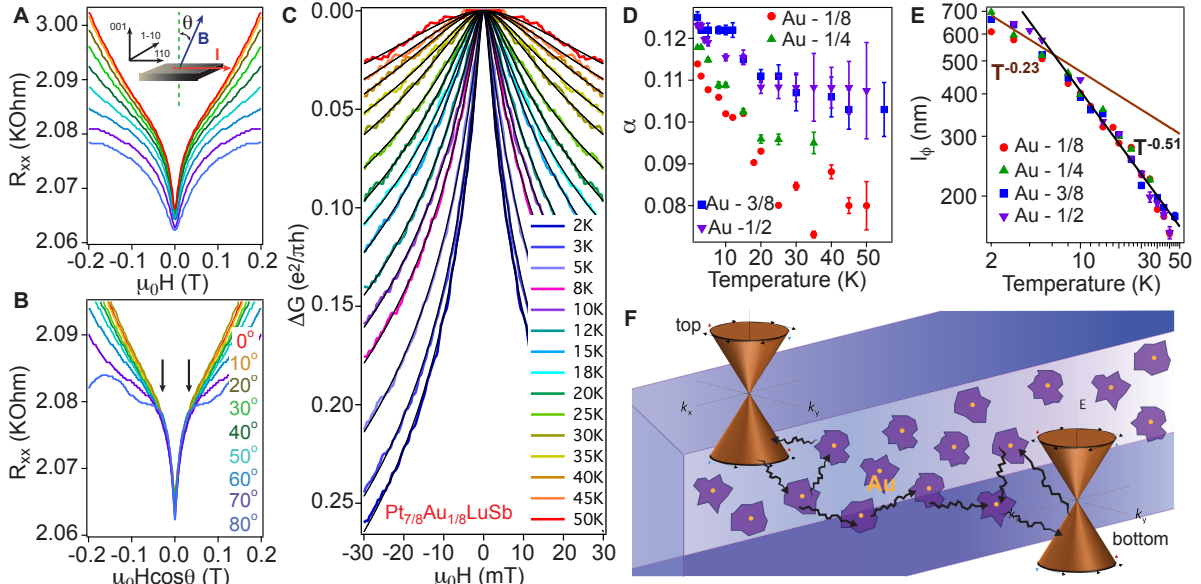 A
2.10
2.09
2.08
2.07
2.06
Rxx (KOhm)
001
1-10
110
θ
B
I
-0.2 -0.1 0.0 0.1 0.2
μ0H (T)
B
2.09
2.08
2.07
2.06
Rxx (KOhm)
0°
10°
20°
30°
40°
50°
60°
70°
80°
-0.2 -0.1 0.0 0.1 0.2
μ0Hcosθ (T)
C
0.00
0.05
0.10
0.15
0.20
0.25
ΔG (e²/πh)
2K
3K
5K
8K
10K
12K
15K
18K
20K
25K
30K
35K
40K
45K
50K
Pt7/8Au1/8LuSb
-30 -20 -10 0 10 20 30
μ0H (mT)
D
0.12
0.11
0.10
0.09
0.08
α
Au - 1/8
Au - 1/4
Au - 3/8
Au -1/2
0 10 20 30 40 50
Temperature (K)
E
700
600
500
400
300
200
lϕ (nm)
T-0.23
T-0.51
Au - 1/8
Au - 1/4
Au - 3/8
Au - 1/2
2 10 20 30 50
Temperature (K)
F
top
kx
ky
E
Au
ky
bottom